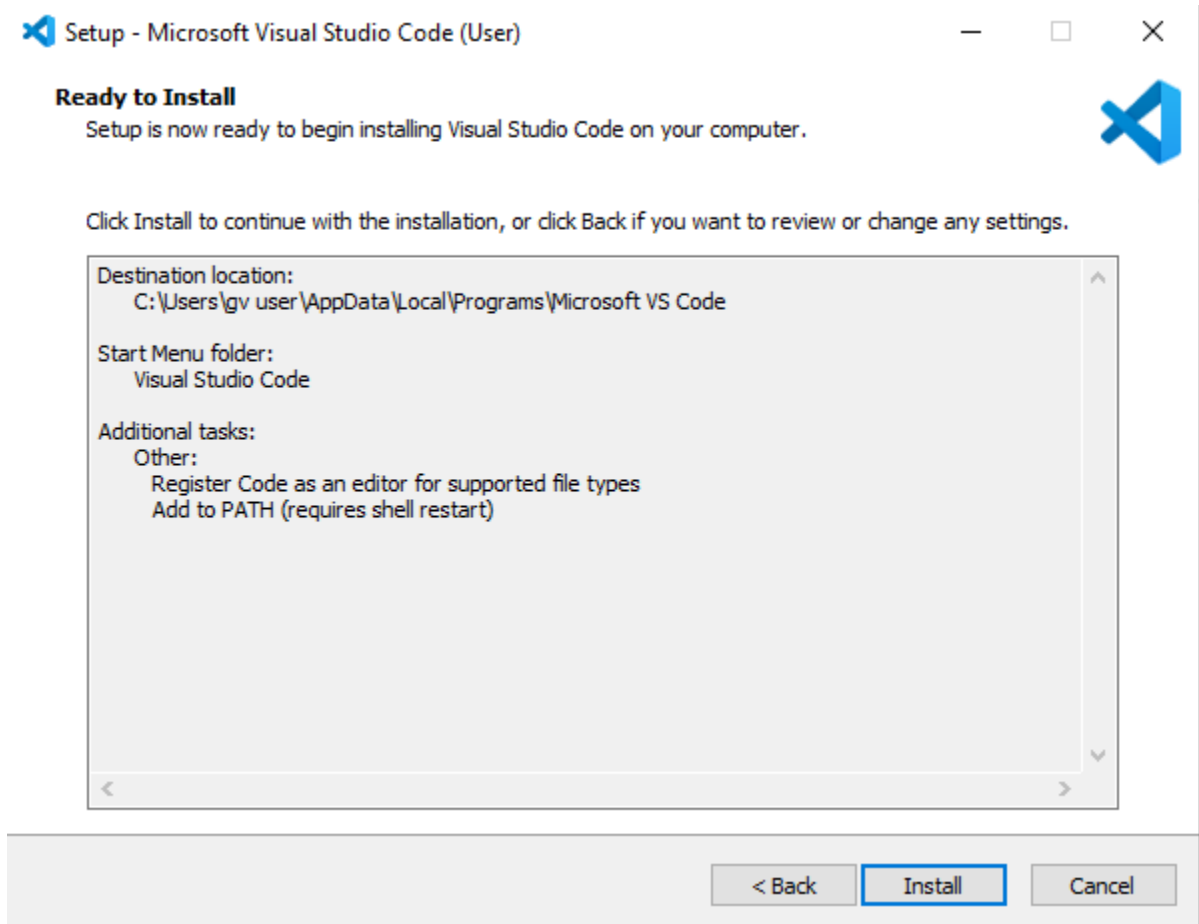 Setup - Microsoft Visual Studio Code (User)
Ready to Install
Setup is now ready to begin installing Visual Studio Code on your computer.
Click Install to continue with the installation, or click Back if you want to review or change any settings.
Destination location:
C:\Users\gv user\AppData\Local\Programs\Microsoft VS Code
Start Menu folder:
Visual Studio Code
Additional tasks:
Other:
Register Code as an editor for supported file types
Add to PATH (requires shell restart)
< Back Install Cancel